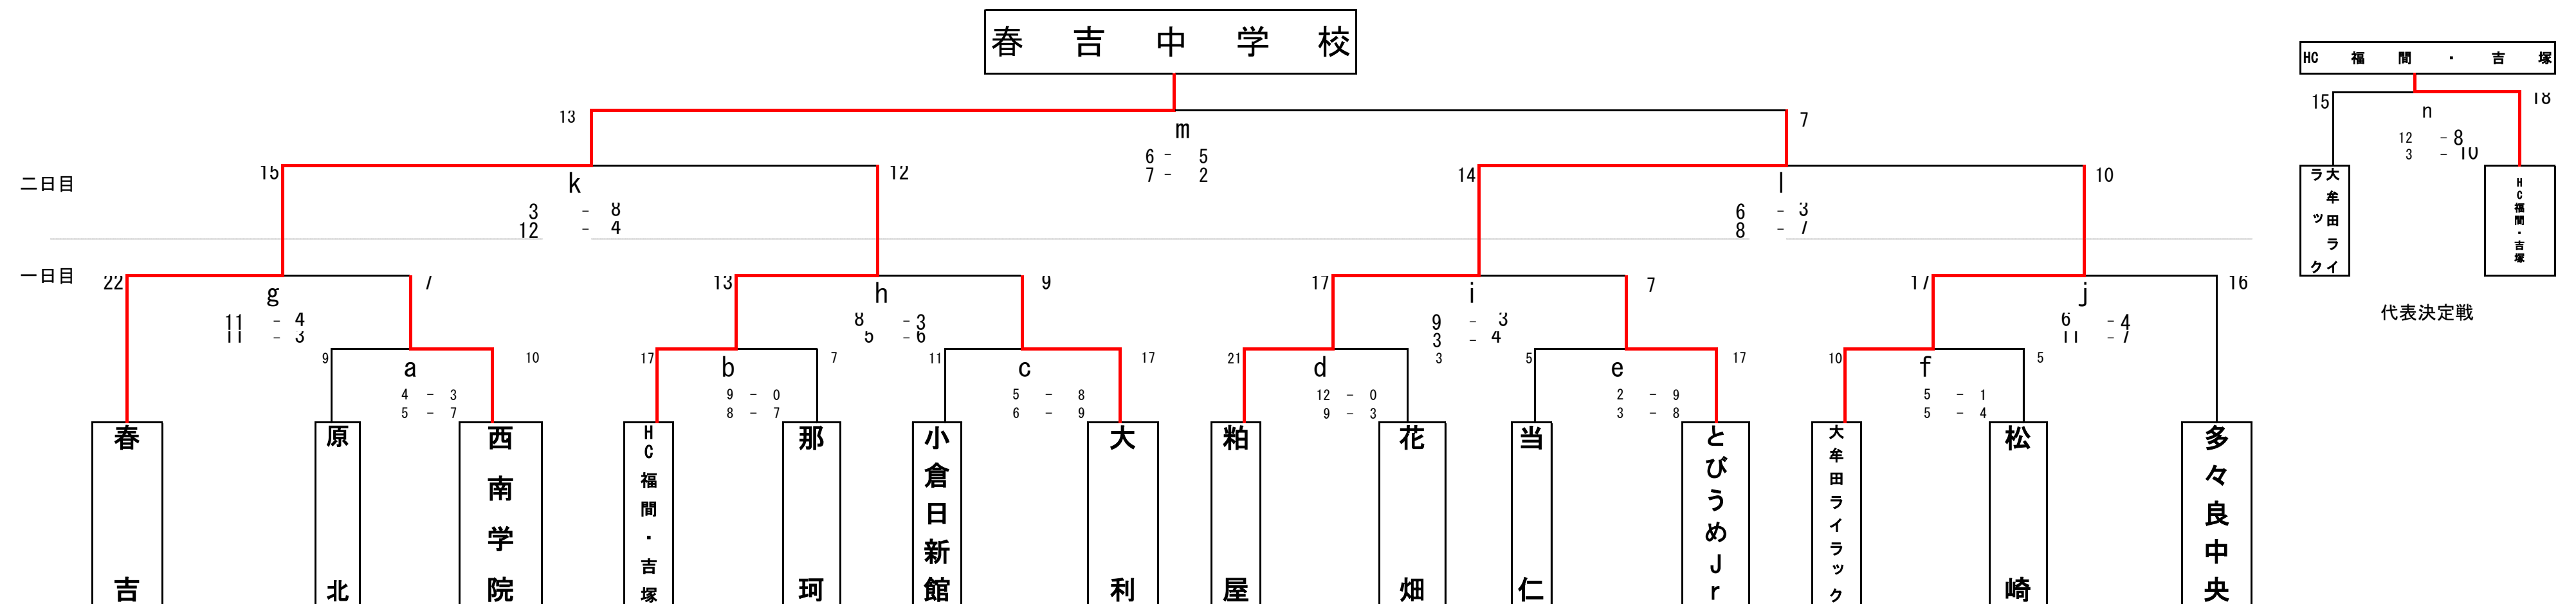 春吉中学校
HC福間・吉塚
13 m 7
6 - 5
7 - 2
15 n 18
12 - 8
3 - 10
大牟田ライラック
HC福間・吉塚
代表決定戦
二日目
15 k 12
3 - 8
12 - 4
14 l 10
6 - 3
8 - 7
一日目
22 g 7
11 - 4
11 - 3
13 h 9
8 - 3
5 - 6
17 i 7
9 - 3
3 - 4
17 j 16
6 - 4
11 - 7
9 a 10
4 - 3
5 - 7
17 b 7
9 - 0
8 - 7
11 c 17
5 - 8
6 - 9
21 d 3
12 - 0
9 - 3
5 e 17
2 - 9
3 - 8
10 f 5
5 - 1
5 - 4
春吉
原北
西南学院
HC福間・吉塚
那珂
小倉日新館
大利
粕屋
花畑
当仁
とびうめJr
大牟田ライラック
松崎
多々良中央